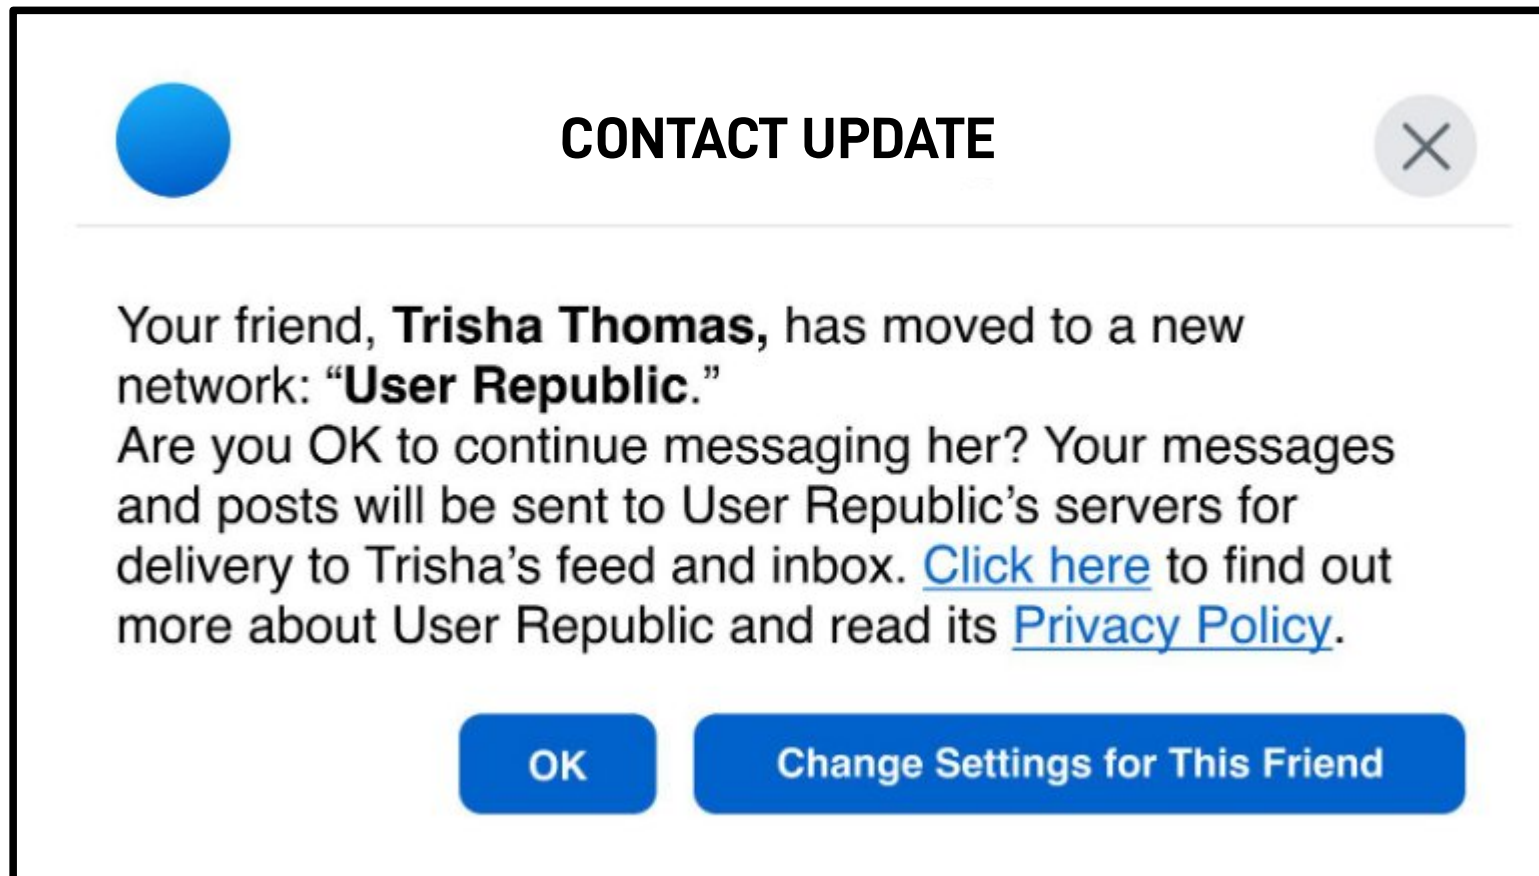 CONTACT UPDATE
Your friend, Trisha Thomas, has moved to a new
network: “User Republic.”
Are you OK to continue messaging her? Your messages
and posts will be sent to User Republic’s servers for
delivery to Trisha’s feed and inbox. Click here to find out
more about User Republic and read its Privacy Policy.
OK
Change Settings for This Friend